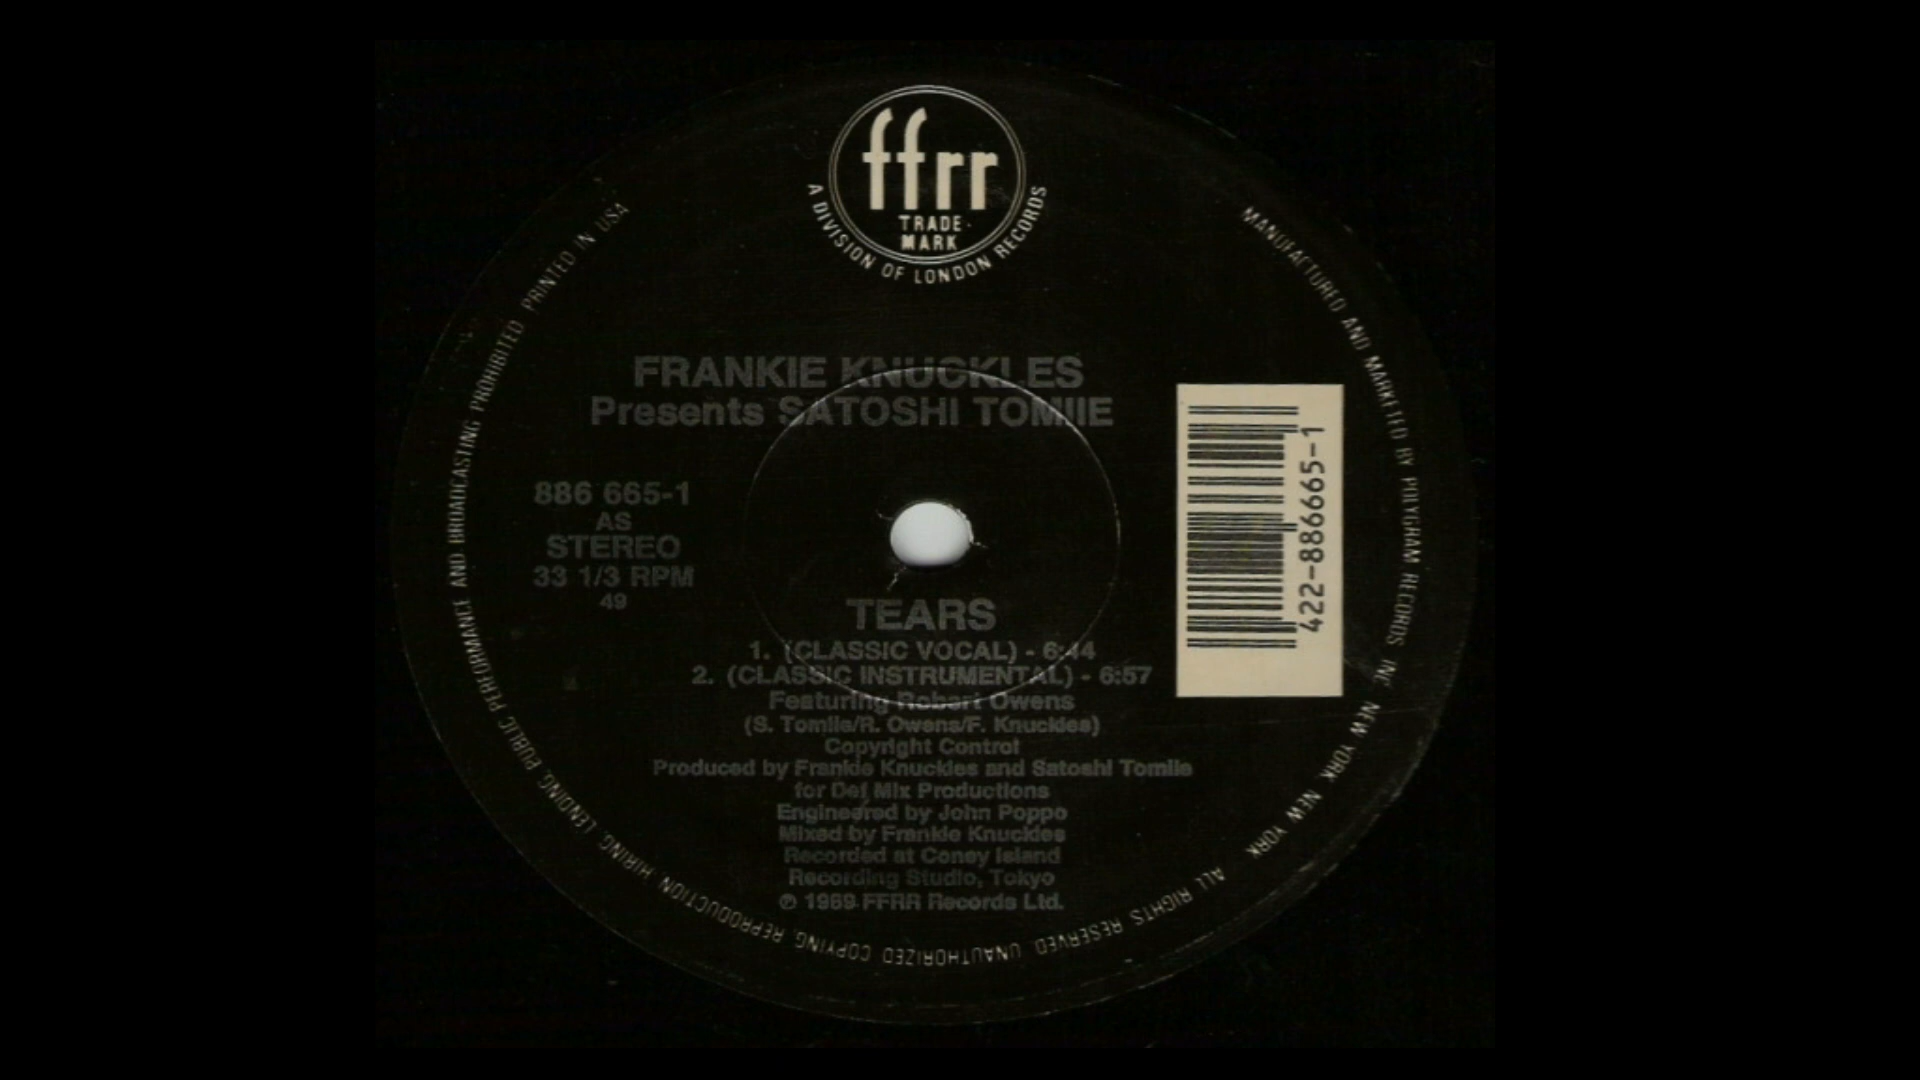 ffrr
TRADE-
MARK
A DIVISION OF LONDON RECORDS
FRANKIE KNUCKLES
Presents SATOSHI TOMIIE
886 665-1
AS
STEREO
33 1/3 RPM
49
422-886665-1
TEARS
1. (CLASSIC VOCAL) - 6:44
2. (CLASSIC INSTRUMENTAL) - 6:57
Featuring Robert Owens
(S. Tomiie/R. Owens/F. Knuckles)
Copyright Control
Produced by Frankie Knuckles and Satoshi Tomiie
for Def Mix Productions
Engineered by John Poppo
Mixed by Frankie Knuckles
Recorded at Coney Island
Recording Studio, Tokyo
℗ 1989 FFRR Records Ltd.
MANUFACTURED AND MARKETED BY POLYGRAM RECORDS INC. NEW YORK, NEW YORK ALL RIGHTS RESERVED. UNAUTHORIZED COPYING, REPRODUCTION HIRING, LENDING, PUBLIC PERFORMANCE AND BROADCASTING PROHIBITED PRINTED IN USA